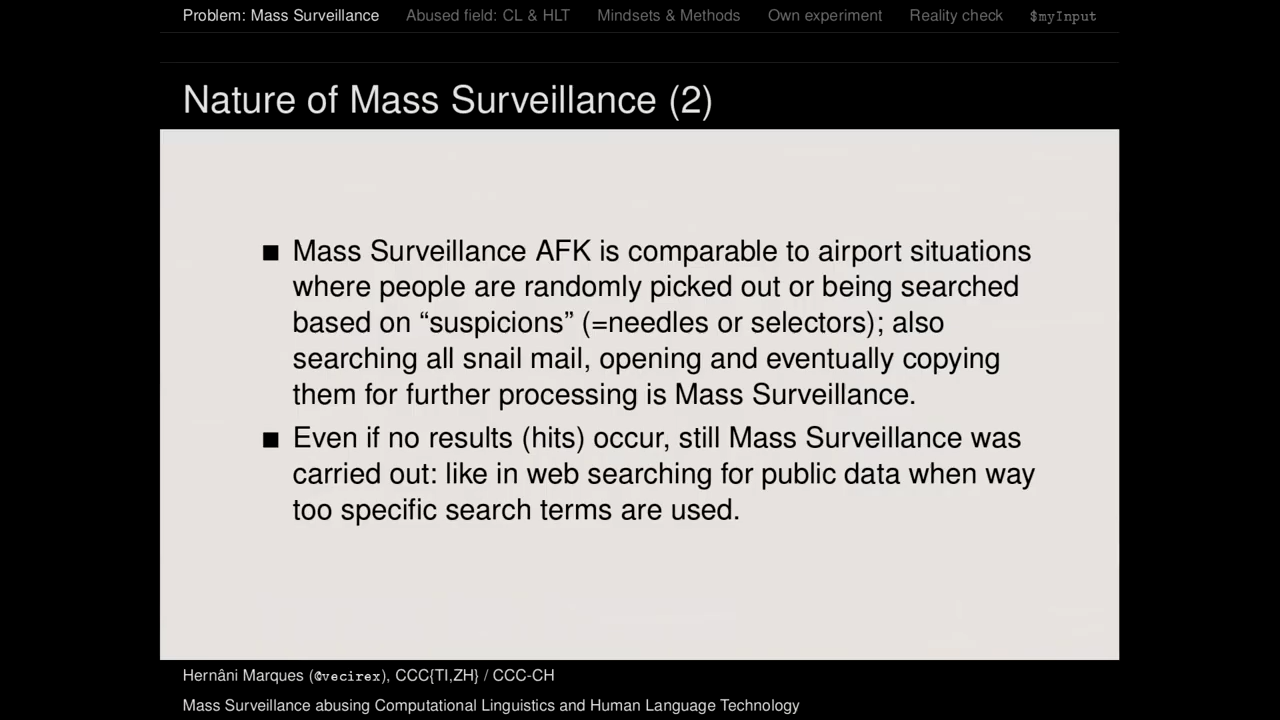 Problem: Mass Surveillance Abused field: CL & HLT Mindsets & Methods Own experiment Reality check $myInput
Nature of Mass Surveillance (2)
■ Mass Surveillance AFK is comparable to airport situations
where people are randomly picked out or being searched
based on “suspicions” (=needles or selectors); also
searching all snail mail, opening and eventually copying
them for further processing is Mass Surveillance.
■ Even if no results (hits) occur, still Mass Surveillance was
carried out: like in web searching for public data when way
too specific search terms are used.
Hernâni Marques (@vecirex), CCC{TI,ZH} / CCC-CH
Mass Surveillance abusing Computational Linguistics and Human Language Technology